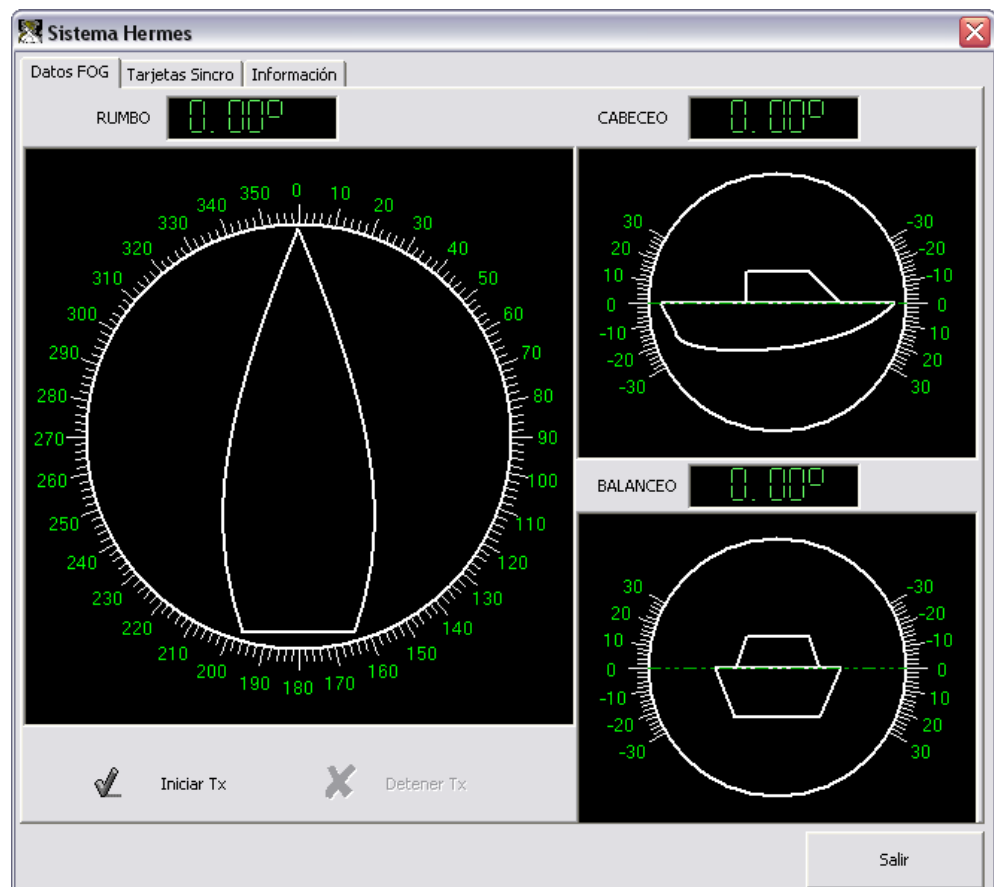 Sistema Hermes
Datos FOG Tarjetas Sincro Información
RUMBO 0.00º
CABECEO 0.00º
0 10 20 30 40 50 60 70 80 90 100 110 120 130 140 150 160 170 180 190 200 210 220 230 240 250 260 270 280 290 300 310 320 330 340 350
30 -30
20 -20
10 -10
0 0
-10 10
-20 20
-30 30
BALANCEO 0.00º
30 -30
20 -20
10 -10
0 0
-10 10
-20 20
-30 30
Iniciar Tx Detener Tx
Salir